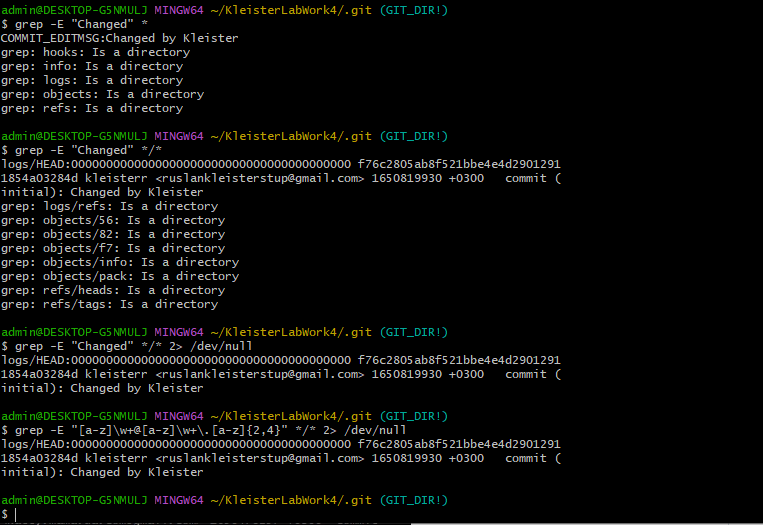 admin@DESKTOP-G5NMULJ MINGW64 ~/KleisterLabWork4/.git (GIT_DIR!)
$ grep -E "Changed" *
COMMIT_EDITMSG:Changed by Kleister
grep: hooks: Is a directory
grep: info: Is a directory
grep: logs: Is a directory
grep: objects: Is a directory
grep: refs: Is a directory
admin@DESKTOP-G5NMULJ MINGW64 ~/KleisterLabWork4/.git (GIT_DIR!)
$ grep -E "Changed" */*
logs/HEAD:0000000000000000000000000000000000000000 f76c2805ab8f521bbe4e4d2901291
1854a03284d kleisterr <ruslankleisterstup@gmail.com> 1650819930 +0300   commit (
initial): Changed by Kleister
grep: logs/refs: Is a directory
grep: objects/56: Is a directory
grep: objects/82: Is a directory
grep: objects/f7: Is a directory
grep: objects/info: Is a directory
grep: objects/pack: Is a directory
grep: refs/heads: Is a directory
grep: refs/tags: Is a directory
admin@DESKTOP-G5NMULJ MINGW64 ~/KleisterLabWork4/.git (GIT_DIR!)
$ grep -E "Changed" */* 2> /dev/null
logs/HEAD:0000000000000000000000000000000000000000 f76c2805ab8f521bbe4e4d2901291
1854a03284d kleisterr <ruslankleisterstup@gmail.com> 1650819930 +0300   commit (
initial): Changed by Kleister
admin@DESKTOP-G5NMULJ MINGW64 ~/KleisterLabWork4/.git (GIT_DIR!)
$ grep -E "[a-z]\w+@[a-z]\w+\.[a-z]{2,4}" */* 2> /dev/null
logs/HEAD:0000000000000000000000000000000000000000 f76c2805ab8f521bbe4e4d2901291
1854a03284d kleisterr <ruslankleisterstup@gmail.com> 1650819930 +0300   commit (
initial): Changed by Kleister
admin@DESKTOP-G5NMULJ MINGW64 ~/KleisterLabWork4/.git (GIT_DIR!)
$